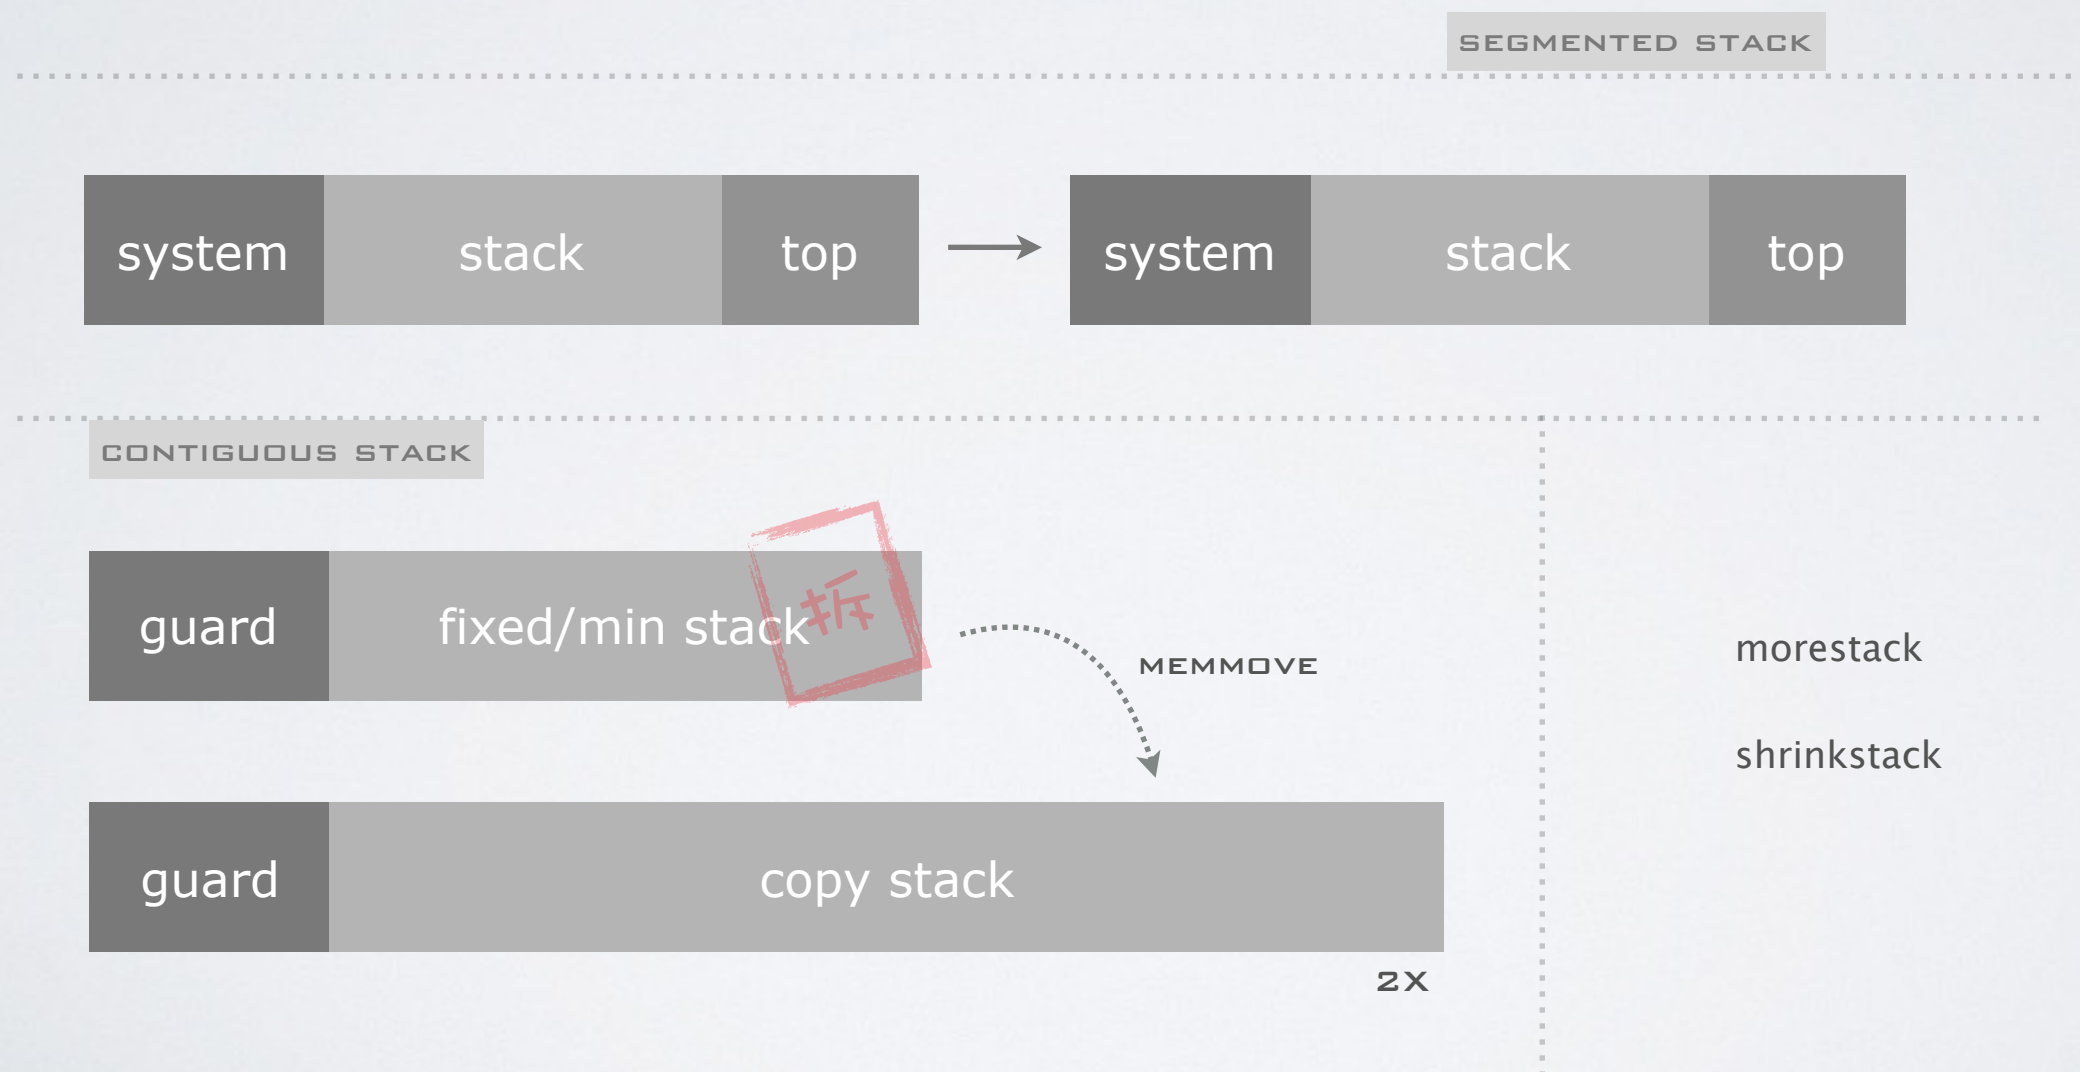 SEGMENTED STACK
system stack top system stack top
CONTIGUOUS STACK
guard fixed/min stack 拆
MEMMOVE
morestack
shrinkstack
guard copy stack
2X